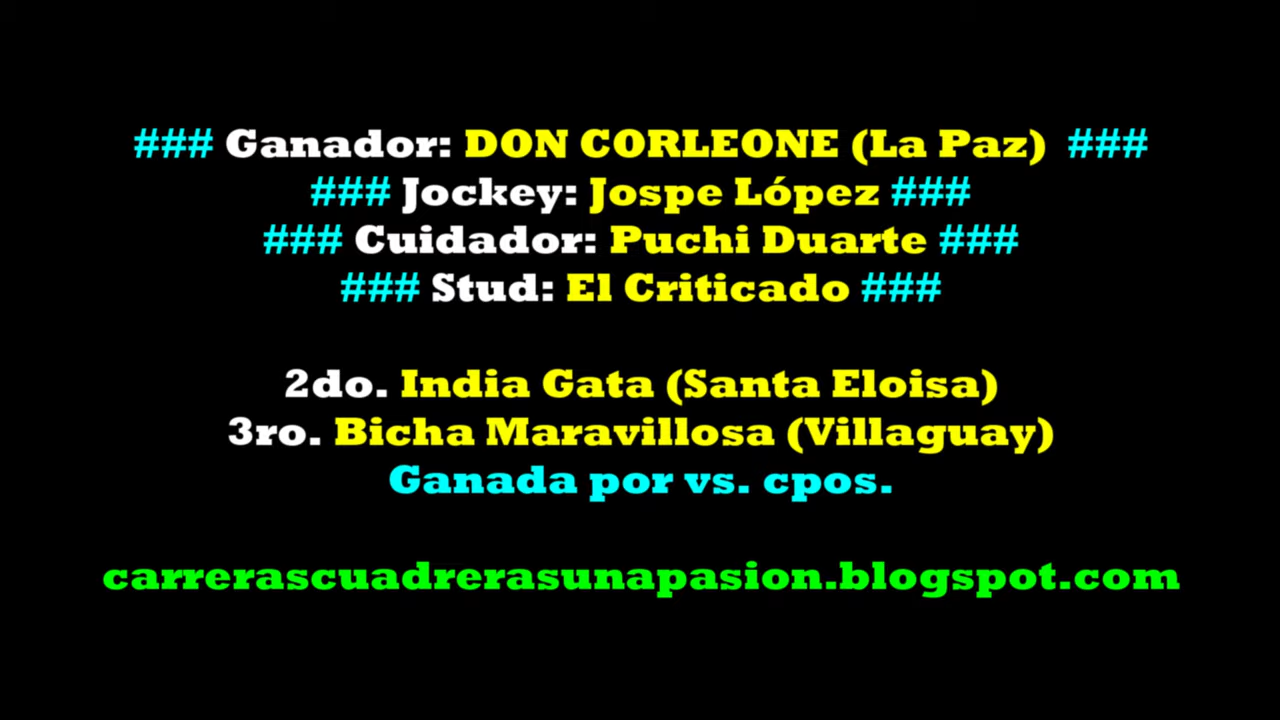 ### Ganador: DON CORLEONE (La Paz) ###
### Jockey: Jospe López ###
### Cuidador: Puchi Duarte ###
### Stud: El Criticado ###
2do. India Gata (Santa Eloisa)
3ro. Bicha Maravillosa (Villaguay)
Ganada por vs. cpos.
carrerascuadrerasunapasion.blogspot.com